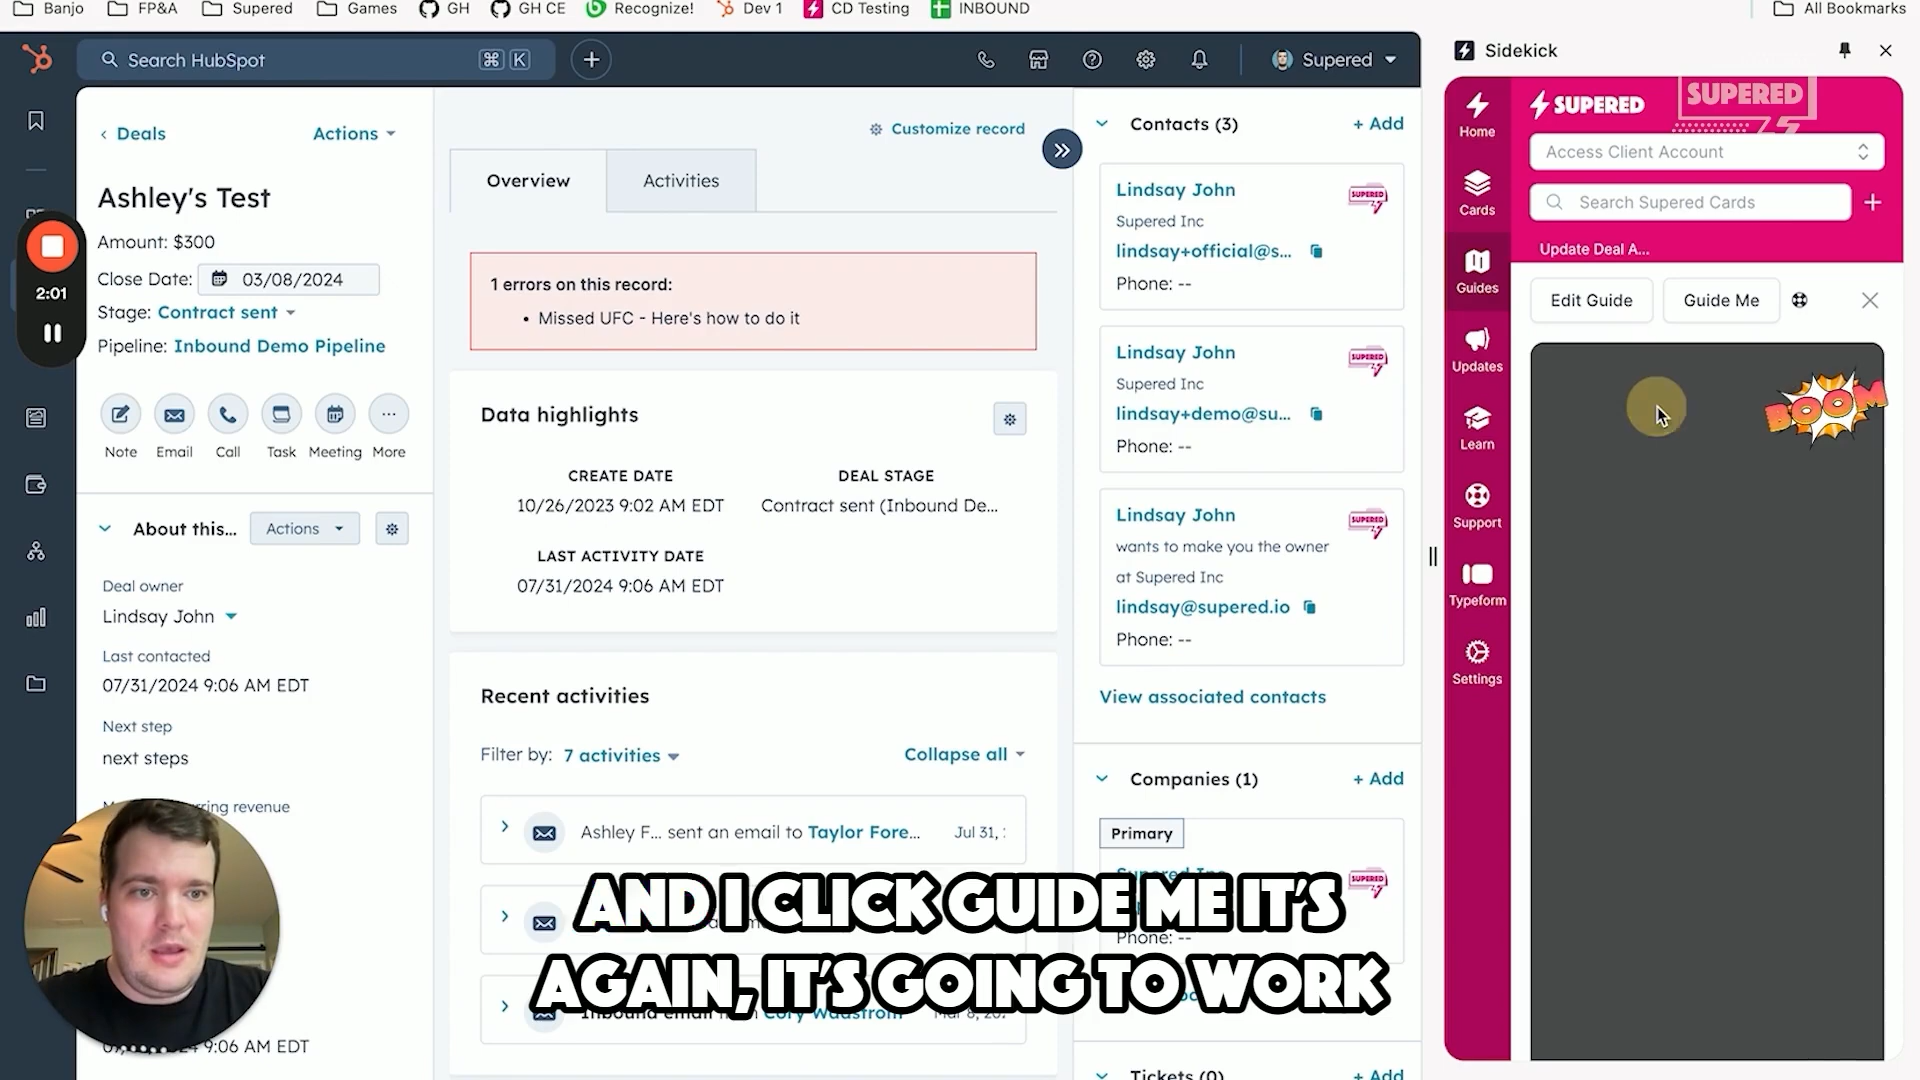 Banjo
FP&A
Supered
Games
GH
GH CE
Recognize!
Dev 1
CD Testing
INBOUND
All Bookmarks
Search HubSpot
⌘ K
Supered
Sidekick
2:01
Deals
Actions
Ashley's Test
Amount: $300
Close Date: 03/08/2024
Stage: Contract sent
Pipeline: Inbound Demo Pipeline
Note
Email
Call
Task
Meeting
More
About this...
Actions
Deal owner
Lindsay John
Last contacted
07/31/2024 9:06 AM EDT
Next step
next steps
revenue
9:06 AM EDT
Customize record
Overview
Activities
1 errors on this record:
• Missed UFC - Here's how to do it
Data highlights
CREATE DATE
10/26/2023 9:02 AM EDT
DEAL STAGE
Contract sent (Inbound De...
LAST ACTIVITY DATE
07/31/2024 9:06 AM EDT
Recent activities
Filter by: 7 activities
Collapse all
Ashley F... sent an email to Taylor Fore...
Jul 31,
Contacts (3)
+ Add
Lindsay John
SUPERED
Supered Inc
lindsay+official@s...
Phone: --
Lindsay John
SUPERED
Supered Inc
lindsay+demo@su...
Phone: --
Lindsay John
SUPERED
wants to make you the owner
at Supered Inc
lindsay@supered.io
Phone: --
View associated contacts
Companies (1)
+ Add
Primary
Supered Inc
SUPERED
Phone: --
Tickets (0)
+ Add
Home
Cards
Guides
Updates
Learn
Support
Typeform
Settings
SUPERED
SUPERED
Access Client Account
Search Supered Cards
Update Deal A...
Edit Guide
Guide Me
BOOM
AND I CLICK GUIDE ME IT'S
AGAIN, IT'S GOING TO WORK